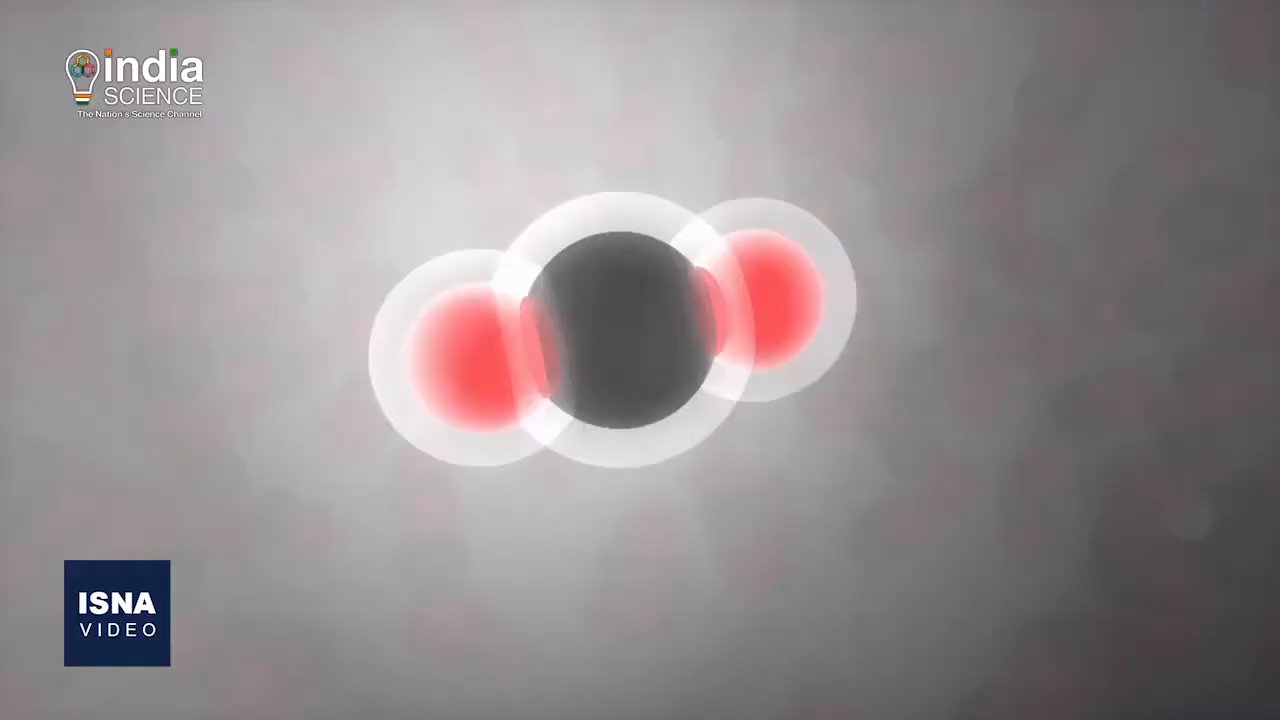 india
SCIENCE
The Nation's Science Channel
ISNA
VIDEO